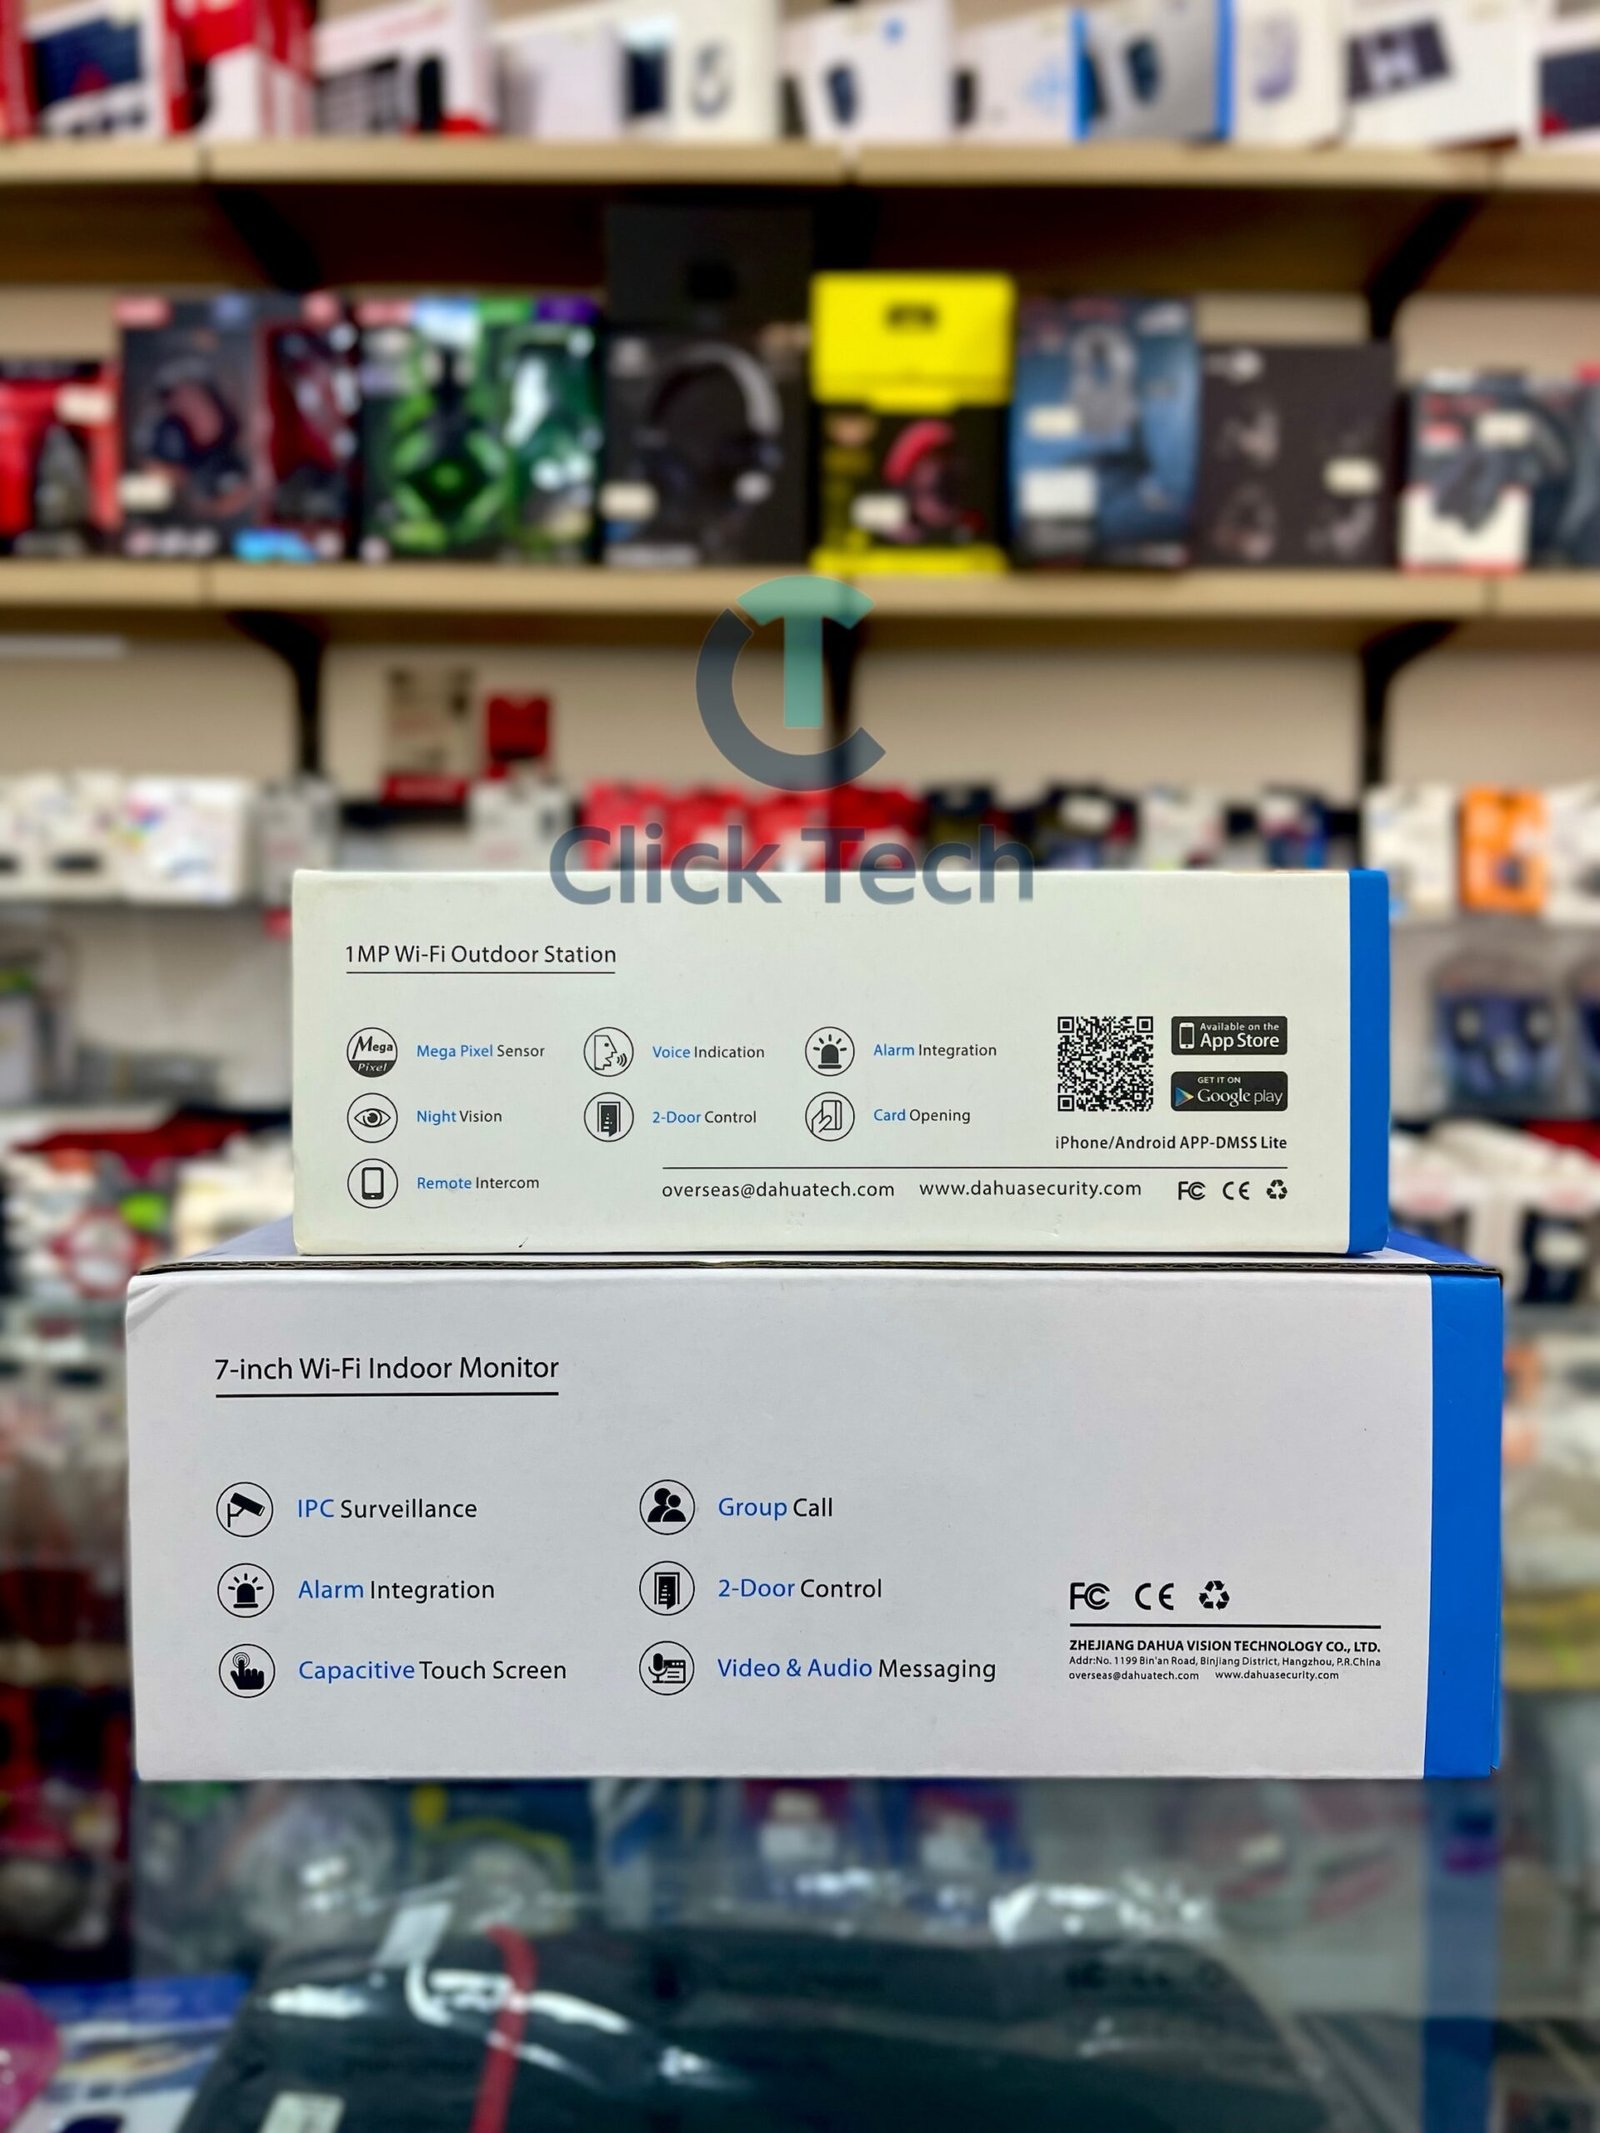 Click Tech
1MP Wi-Fi Outdoor Station
Mega Pixel
Mega Pixel Sensor
Voice Indication
Alarm Integration
Night Vision
2-Door Control
Card Opening
Remote Intercom
Available on the
App Store
GET IT ON
Google play
iPhone/Android APP-DMSS Lite
overseas@dahuatech.com www.dahuasecurity.com FC CE
7-inch Wi-Fi Indoor Monitor
IPC Surveillance
Group Call
Alarm Integration
2-Door Control
Capacitive Touch Screen
Video & Audio Messaging
FC CE
ZHEJIANG DAHUA VISION TECHNOLOGY CO., LTD.
Addr:No. 1199 Bin'an Road, Binjiang District, Hangzhou, P.R.China
overseas@dahuatech.com www.dahuasecurity.com